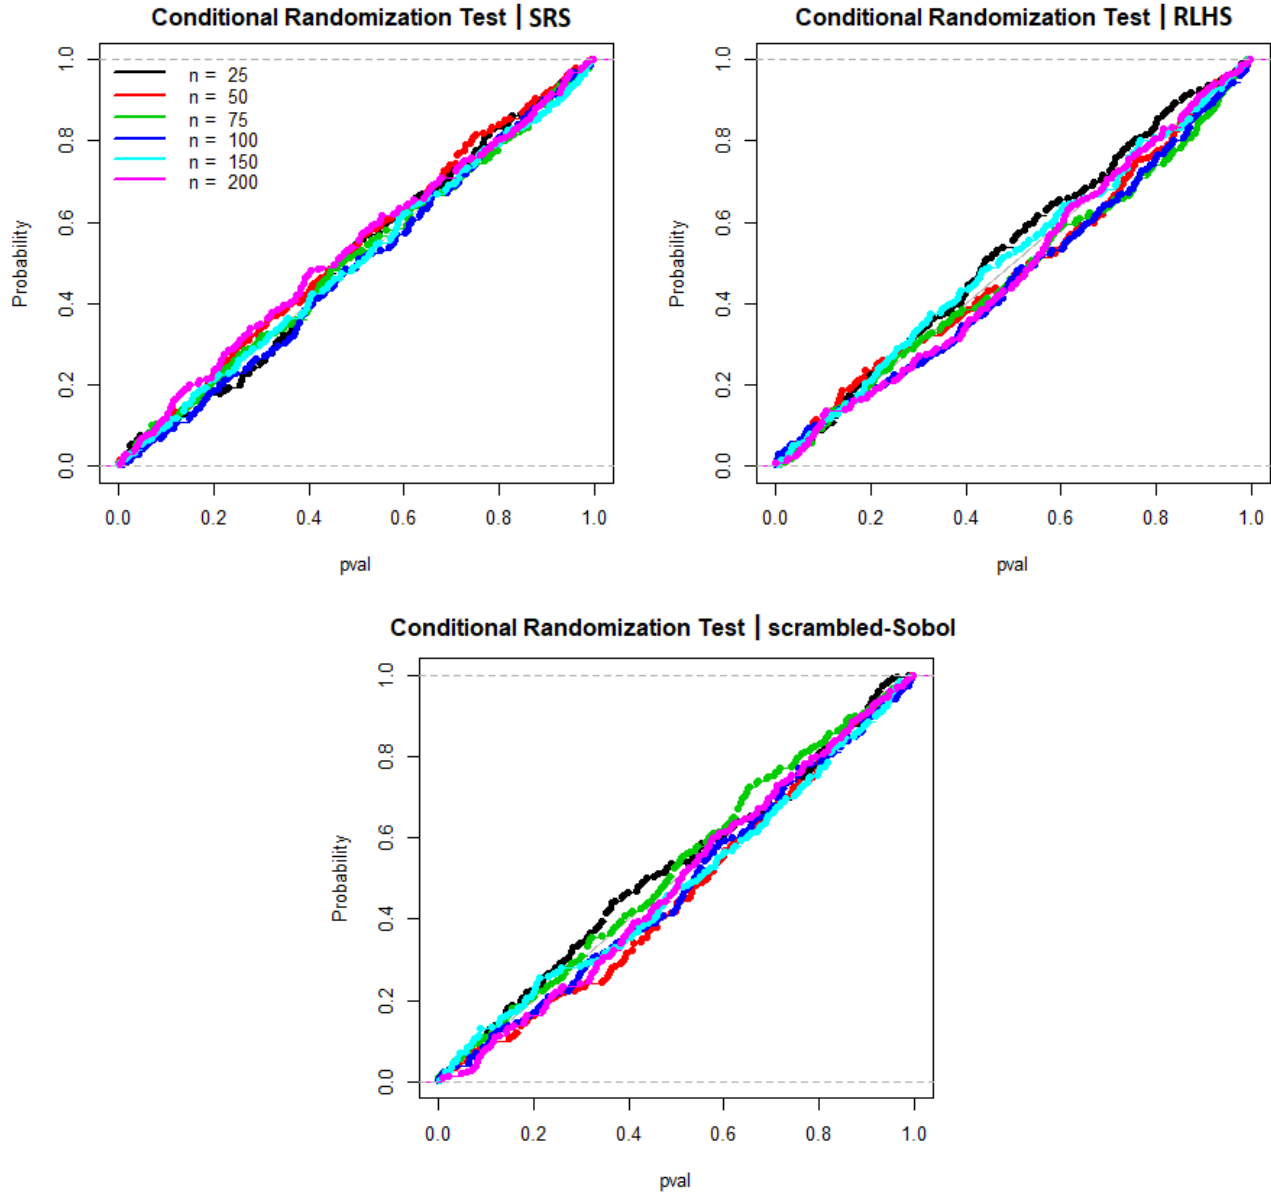 Conditional Randomization Test | SRS
Probability
0.0 0.2 0.4 0.6 0.8 1.0
n = 25
n = 50
n = 75
n = 100
n = 150
n = 200
0.0 0.2 0.4 0.6 0.8 1.0
pval
Conditional Randomization Test | RLHS
Probability
0.0 0.2 0.4 0.6 0.8 1.0
0.0 0.2 0.4 0.6 0.8 1.0
pval
Conditional Randomization Test | scrambled-Sobol
Probability
0.0 0.2 0.4 0.6 0.8 1.0
0.0 0.2 0.4 0.6 0.8 1.0
pval